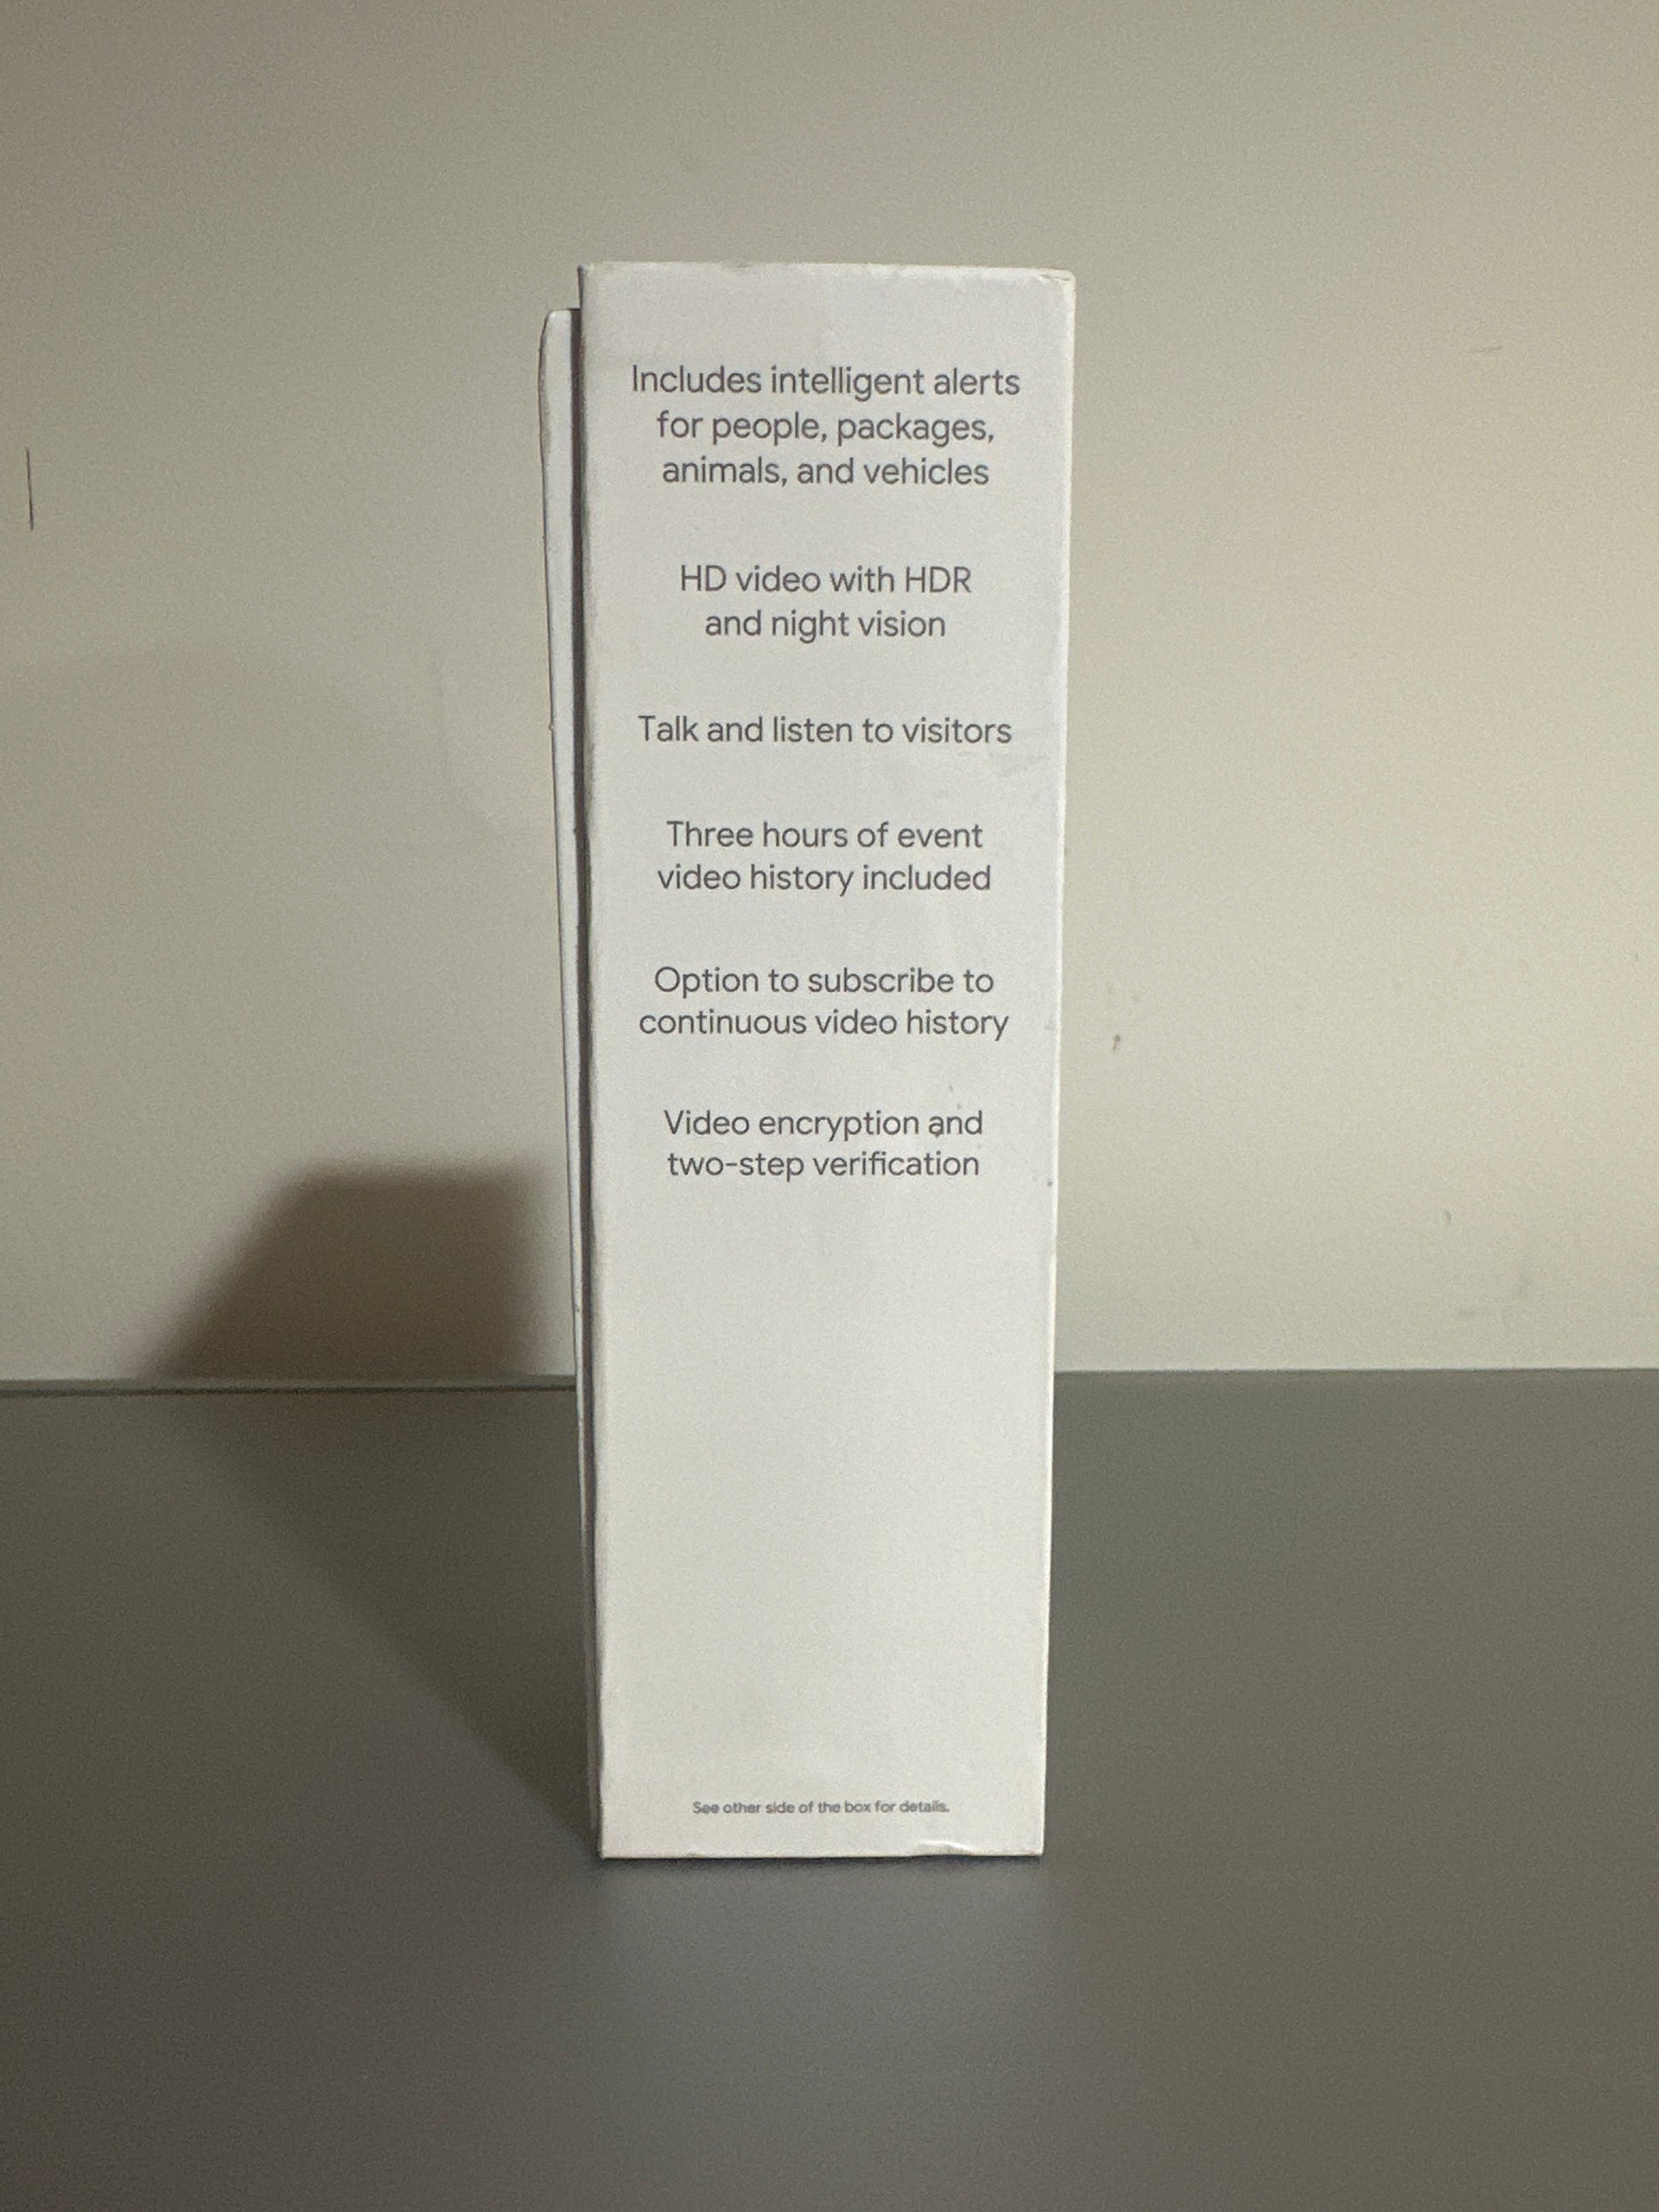 Includes intelligent alerts
for people, packages,
animals, and vehicles
HD video with HDR
and night vision
Talk and listen to visitors
Three hours of event
video history included
Option to subscribe to
continuous video history
Video encryption and
two-step verification
See other side of the box for details.